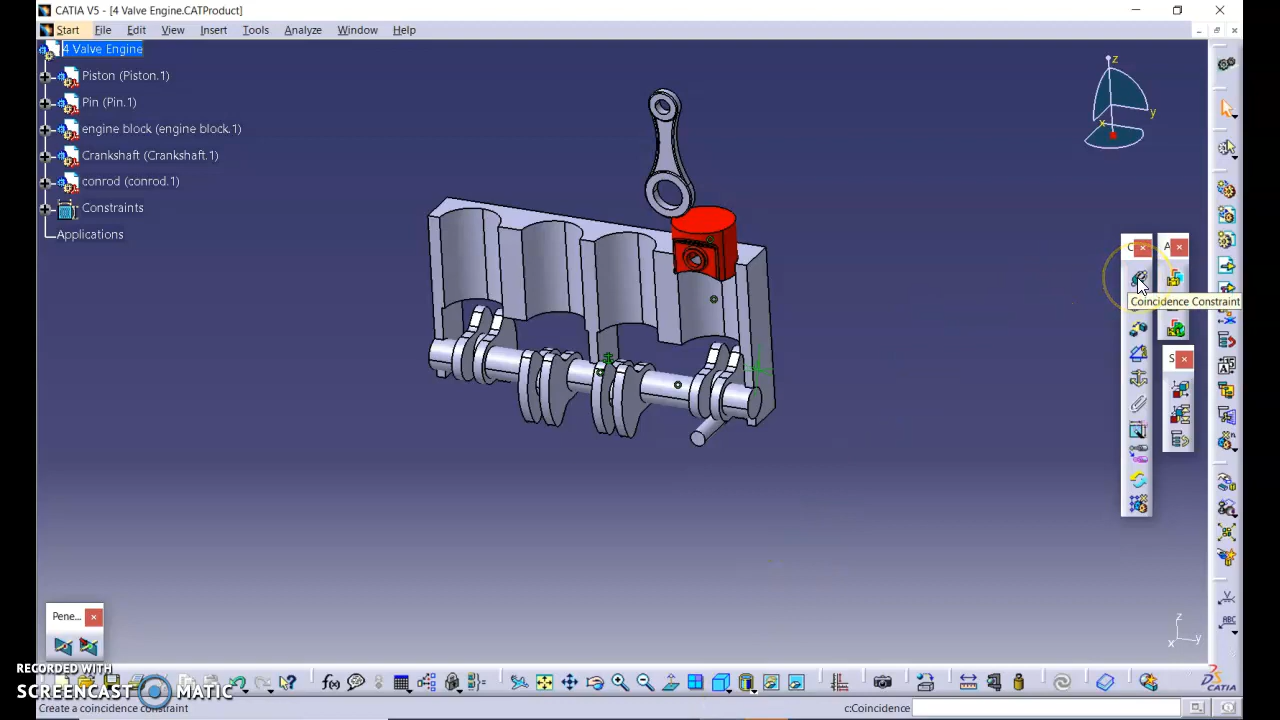 CATIA V5 - [4 Valve Engine.CATProduct]
Start File Edit View Insert Tools Analyze Window Help
4 Valve Engine
Piston (Piston.1)
Pin (Pin.1)
engine block (engine block.1)
Crankshaft (Crankshaft.1)
conrod (conrod.1)
Constraints
Applications
z
y
x
C...
A...
Coincidence Constraint
S...
Pene...
z
x
y
f(x)
RECORDED WITH
SCREENCAST MATIC
CATIA
Create a coincidence constraint
c:Coincidence